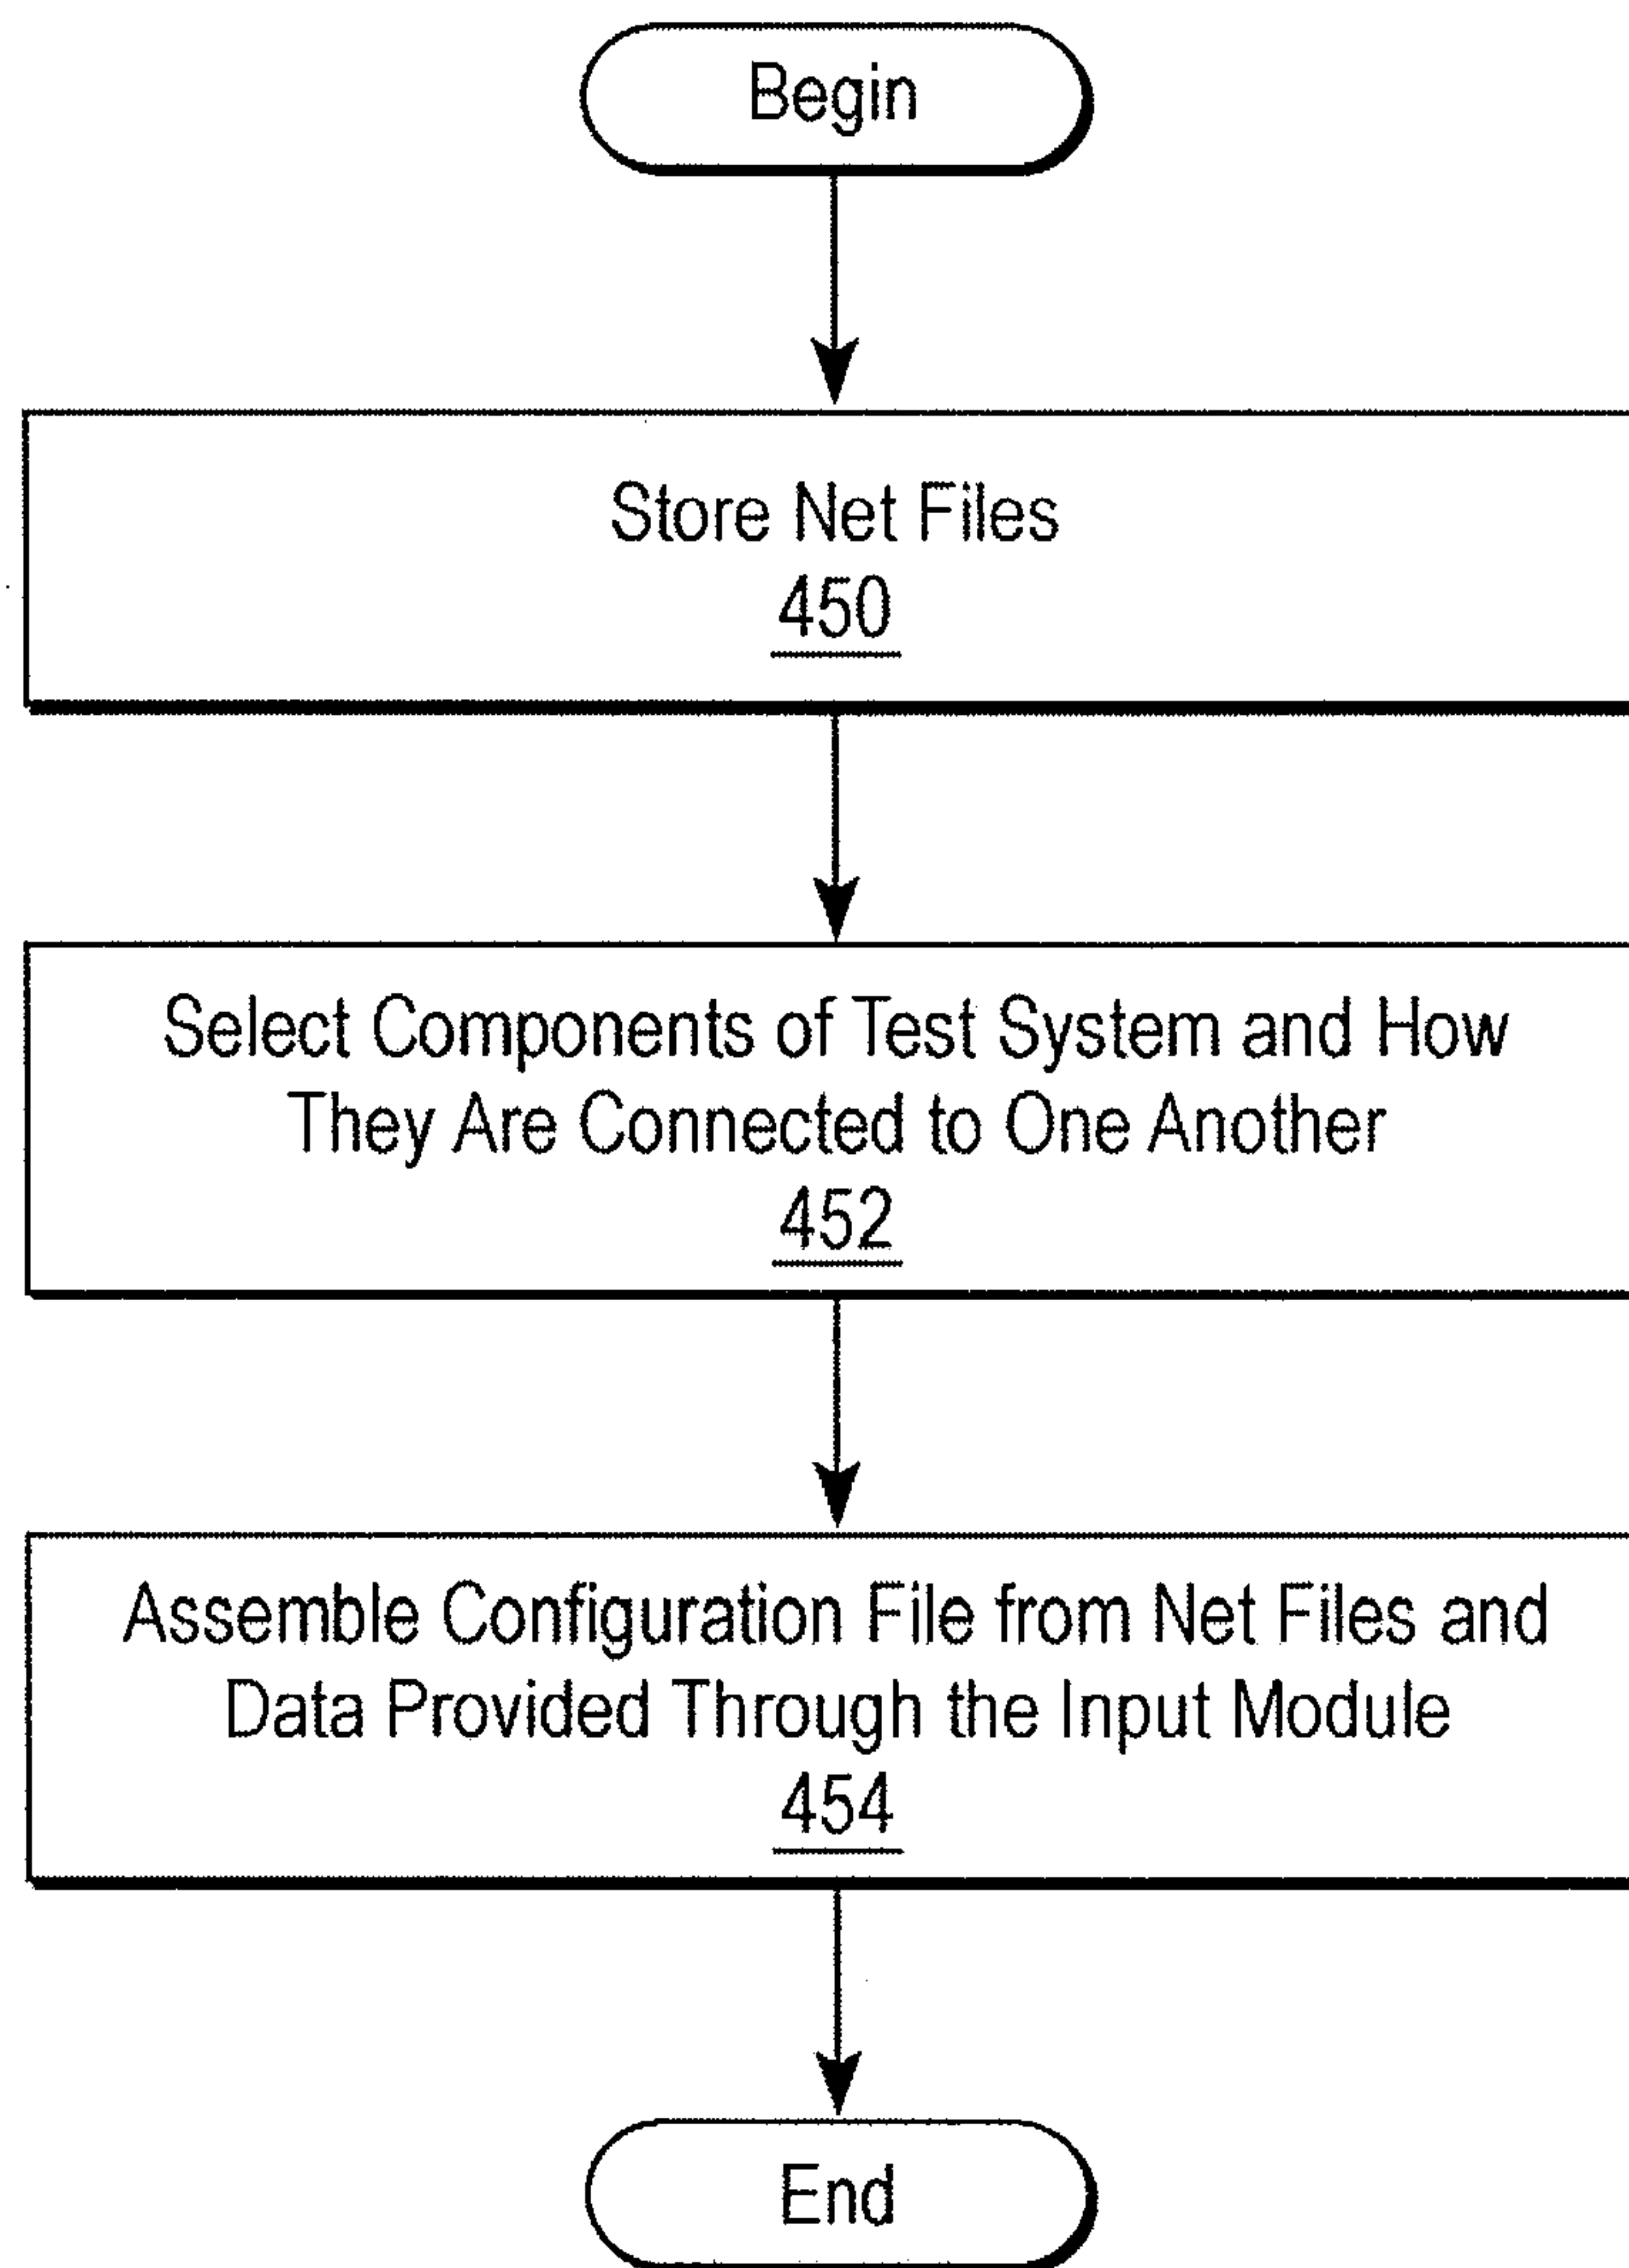 Begin
Store Net Files
450
Select Components of Test System and How
They Are Connected to One Another
452
Assemble Configuration File from Net Files and
Data Provided Through the Input Module
454
End